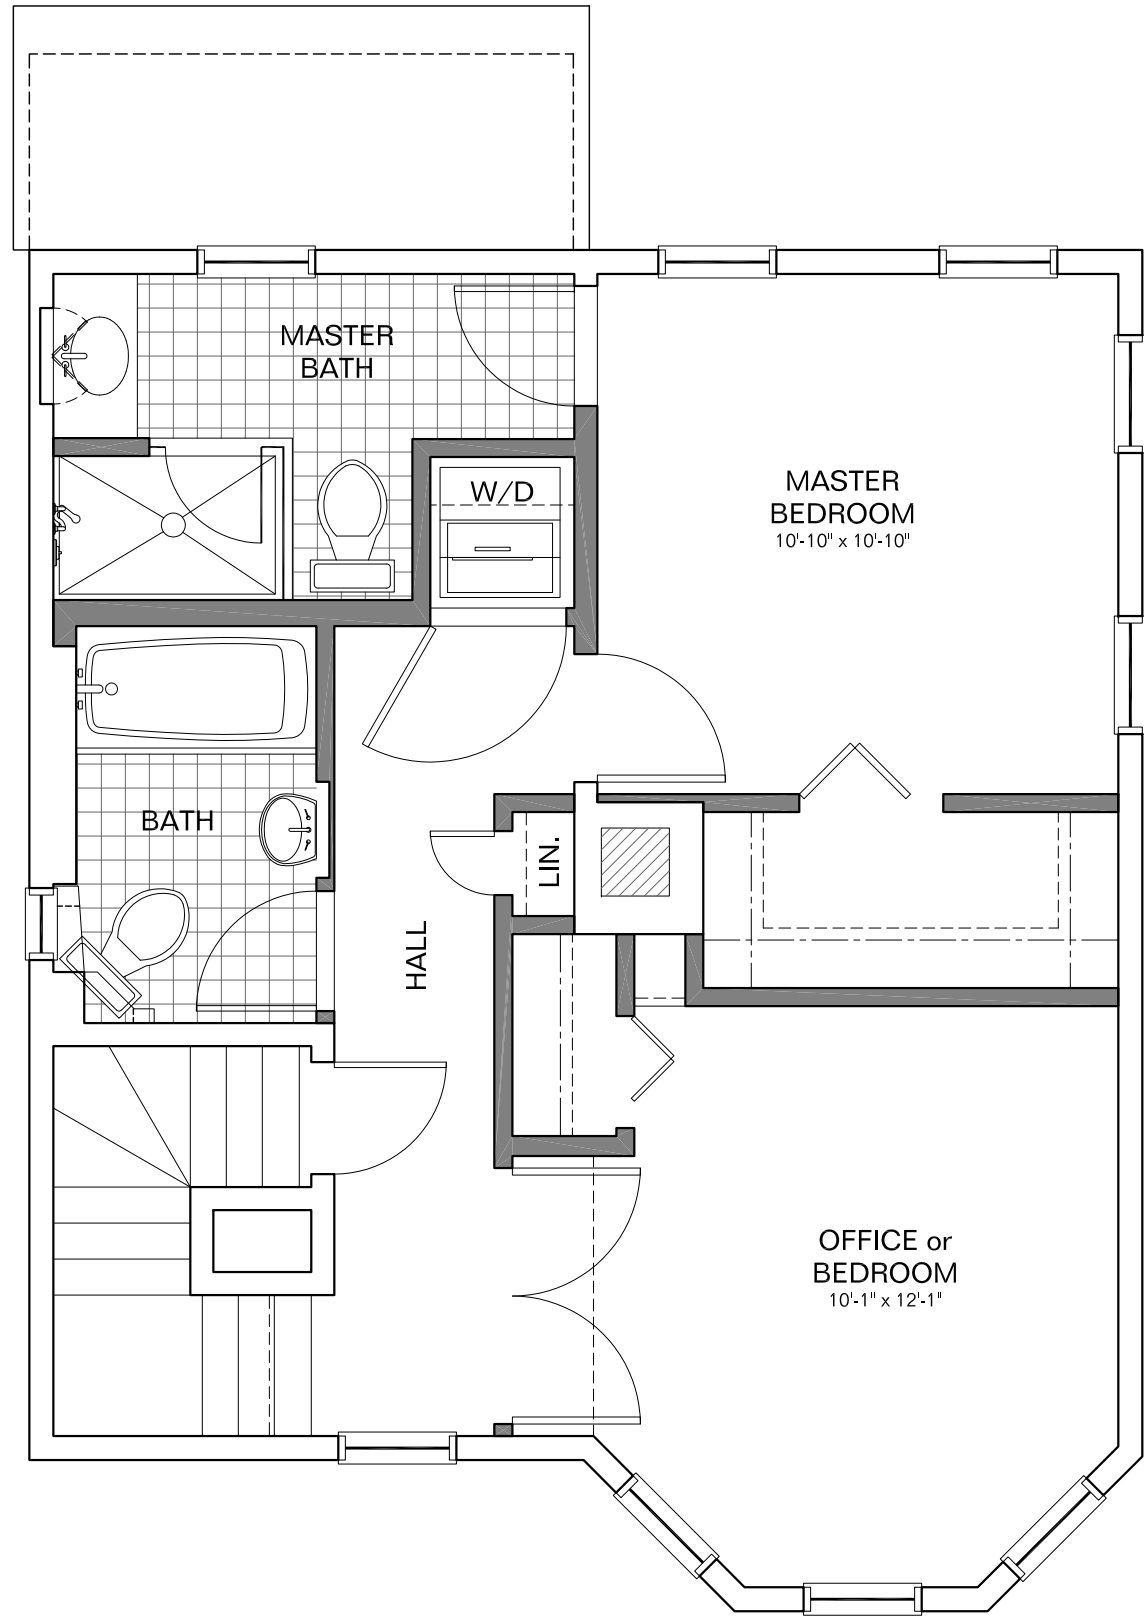 MASTER
BATH
W/D
MASTER
BEDROOM
10'-10" x 10'-10"
BATH
LIN.
HALL
OFFICE or
BEDROOM
10'-1" x 12'-1"